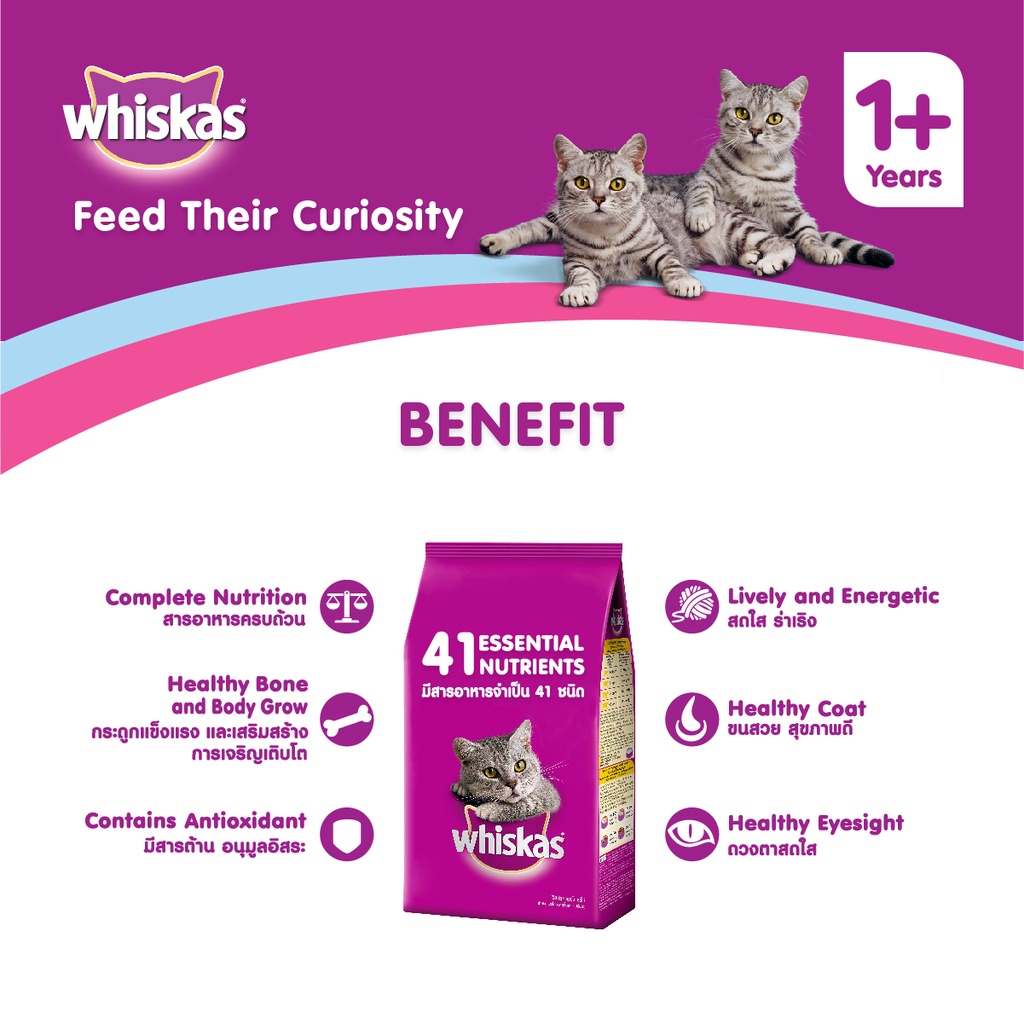 whiskas
Feed Their Curiosity
1+
Years
BENEFIT
Complete Nutrition
สารอาหารครบถ้วน
Healthy Bone
and Body Grow
กระดูกแข็งแรง และเสริมสร้าง
การเจริญเติบโต
Contains Antioxidant
มีสารต้าน อนุมูลอิสระ
41 ESSENTIAL
NUTRIENTS
มีสารอาหารจำเป็น 41 ชนิด
whiskas
Lively and Energetic
สดใส ร่าเริง
Healthy Coat
ขนสวย สุขภาพดี
Healthy Eyesight
ดวงตาสดใส